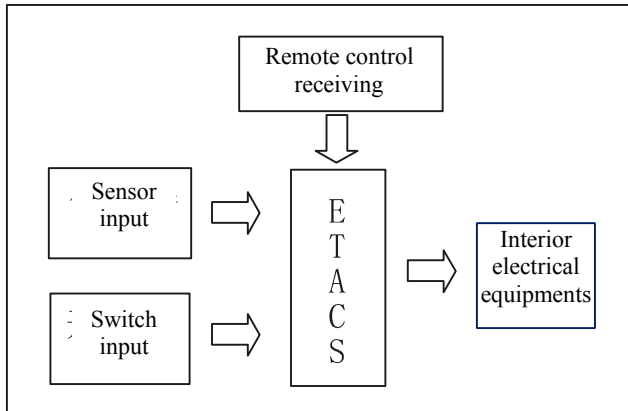 Remote control
receiving
Sensor
input
E
T
A
C
S
Interior
electrical
equipments
Switch
input